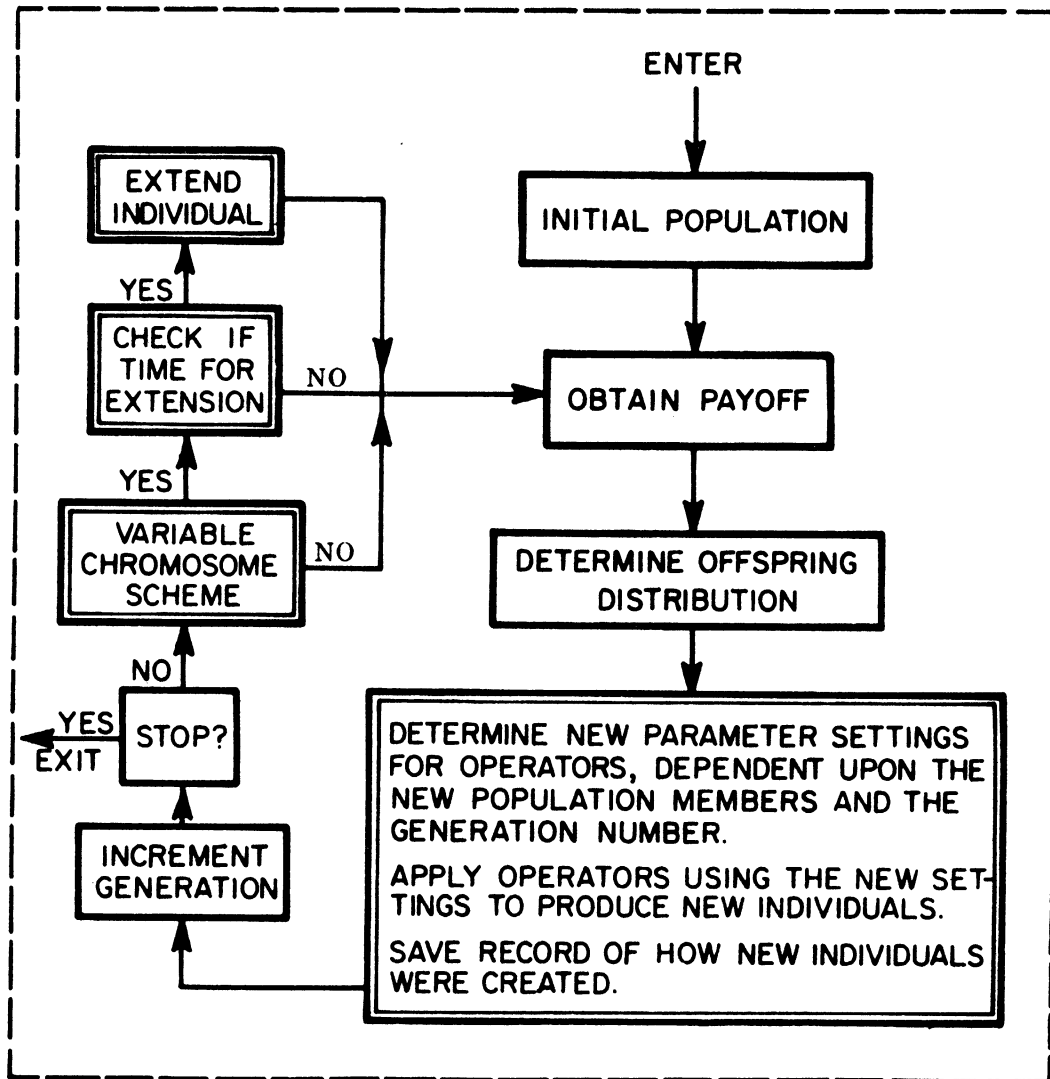 ENTER
INITIAL POPULATION
OBTAIN PAYOFF
DETERMINE OFFSPRING
DISTRIBUTION
DETERMINE NEW PARAMETER SETTINGS
FOR OPERATORS, DEPENDENT UPON THE
NEW POPULATION MEMBERS AND THE
GENERATION NUMBER.
APPLY OPERATORS USING THE NEW SET-
TINGS TO PRODUCE NEW INDIVIDUALS.
SAVE RECORD OF HOW NEW INDIVIDUALS
WERE CREATED.
INCREMENT
GENERATION
STOP?
YES
EXIT
NO
VARIABLE
CHROMOSOME
SCHEME
NO
YES
CHECK IF
TIME FOR
EXTENSION
NO
YES
EXTEND
INDIVIDUAL